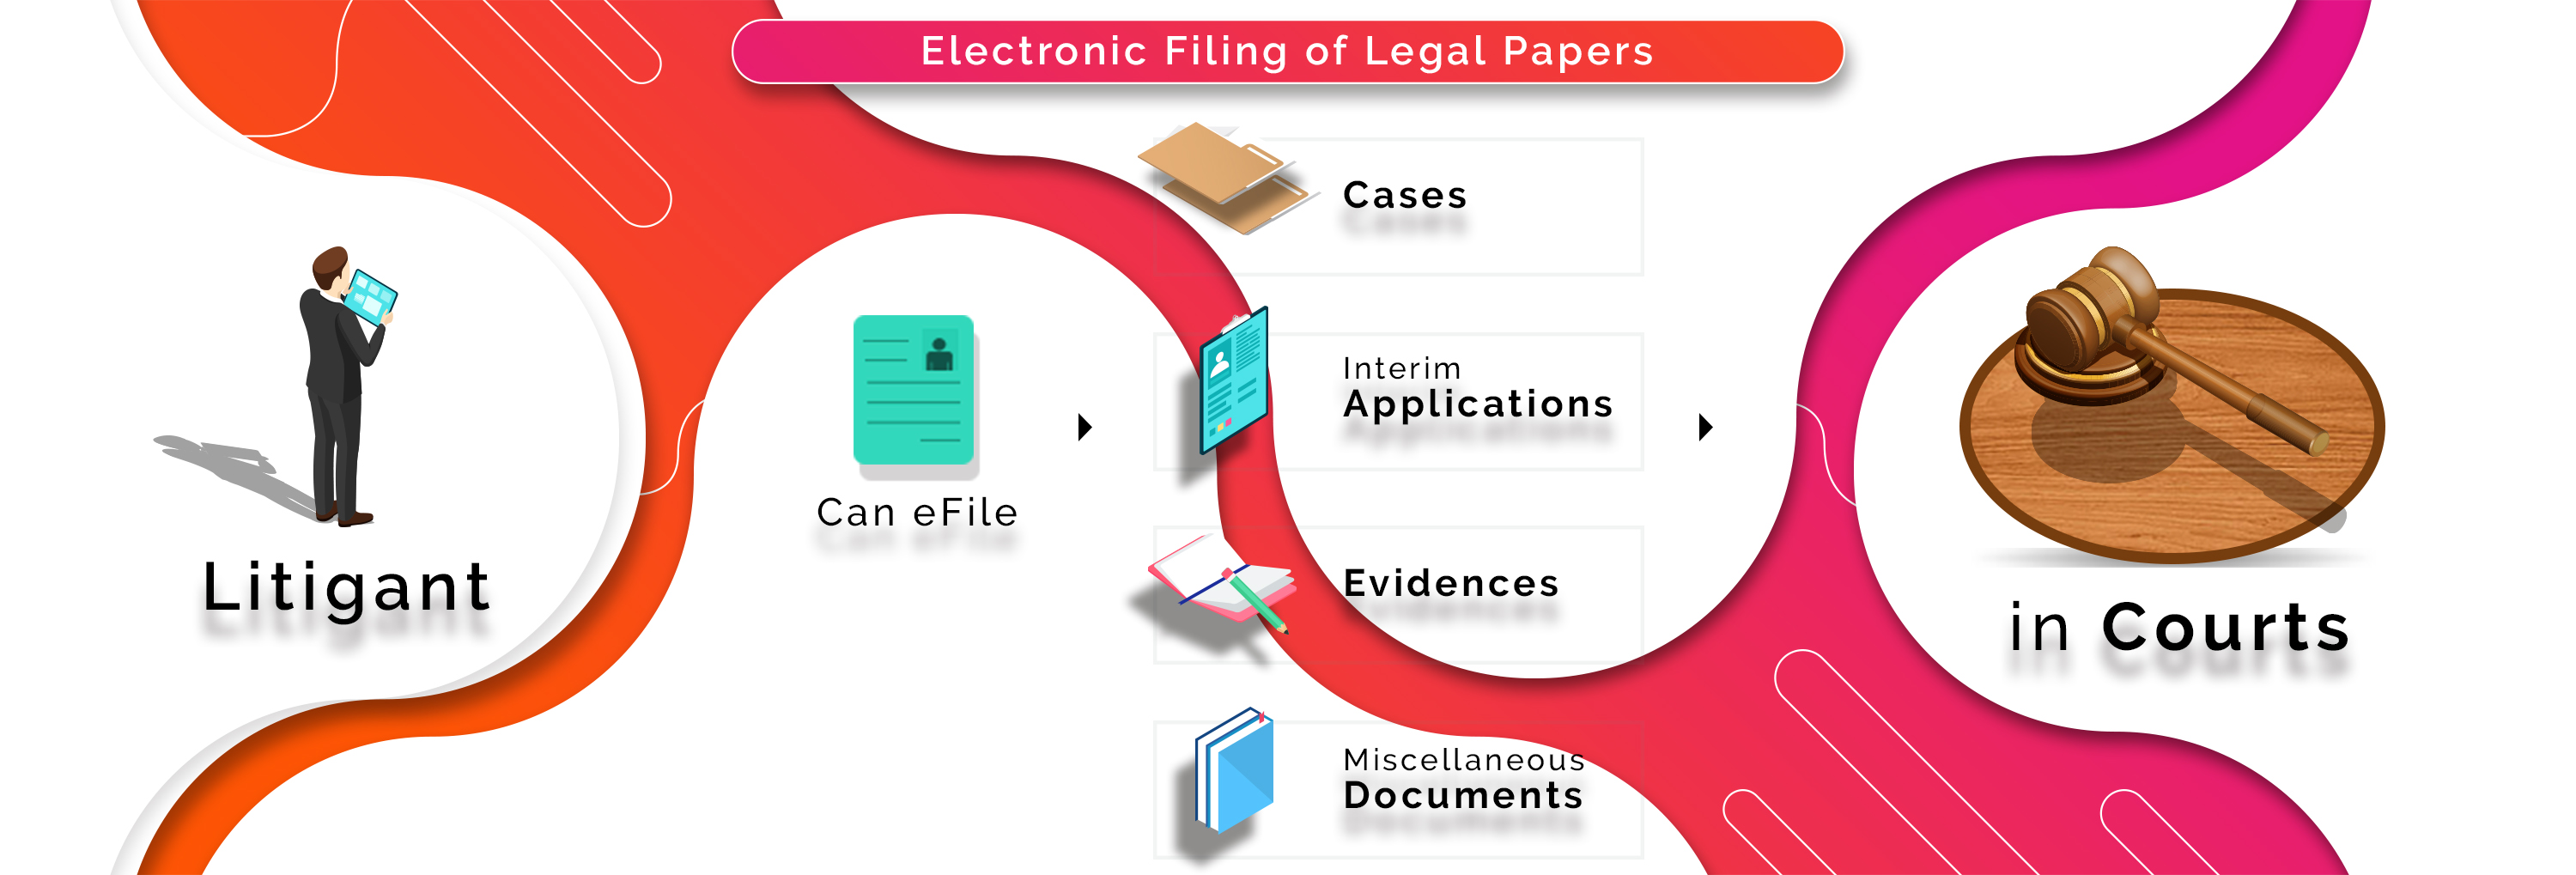 Electronic Filing of Legal Papers
Litigant
Can eFile
Cases
Interim
Applications
Evidences
Miscellaneous
Documents
in Courts